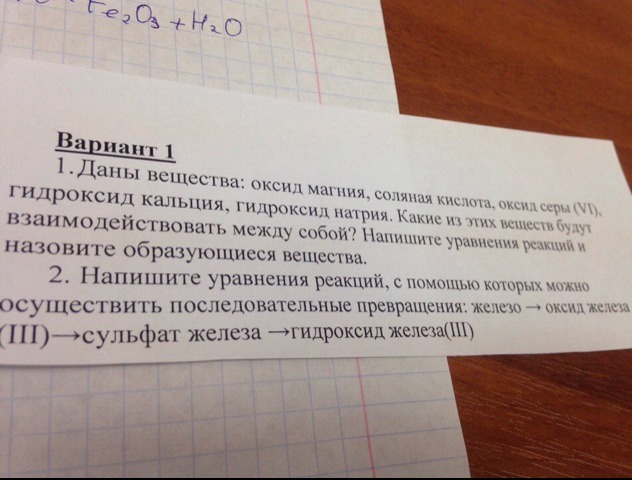 Fe₂O₃ + H₂O
Вариант 1
1. Даны вещества: оксид магния, соляная кислота, оксид серы (VI),
гидроксид кальция, гидроксид натрия. Какие из этих веществ будут
взаимодействовать между собой? Напишите уравнения реакций и
назовите образующиеся вещества.
2. Напишите уравнения реакций, с помощью которых можно
осуществить последовательные превращения: железо → оксид железа
(III)→сульфат железа →гидроксид железа(III)